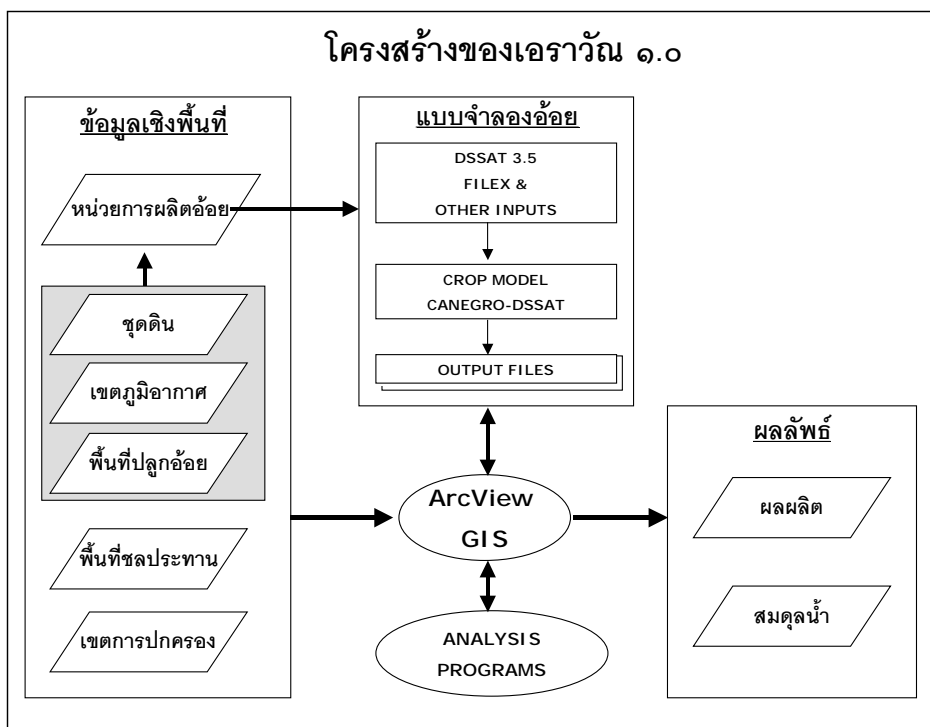 โครงสร้างของเอราวัณ ๑.๐
ข้อมูลเชิงพื้นที่
หน่วยการผลิตอ้อย
ชุดดิน
เขตภูมิอากาศ
พื้นที่ปลูกอ้อย
พื้นที่ชลประทาน
เขตการปกครอง
แบบจำลองอ้อย
DSSAT 3.5
FILEX &
OTHER INPUTS
CROP MODEL
CANEGRO-DSSAT
OUTPUT FILES
ArcView
GIS
ANALYSIS
PROGRAMS
ผลลัพธ์
ผลผลิต
สมดุลน้ำ